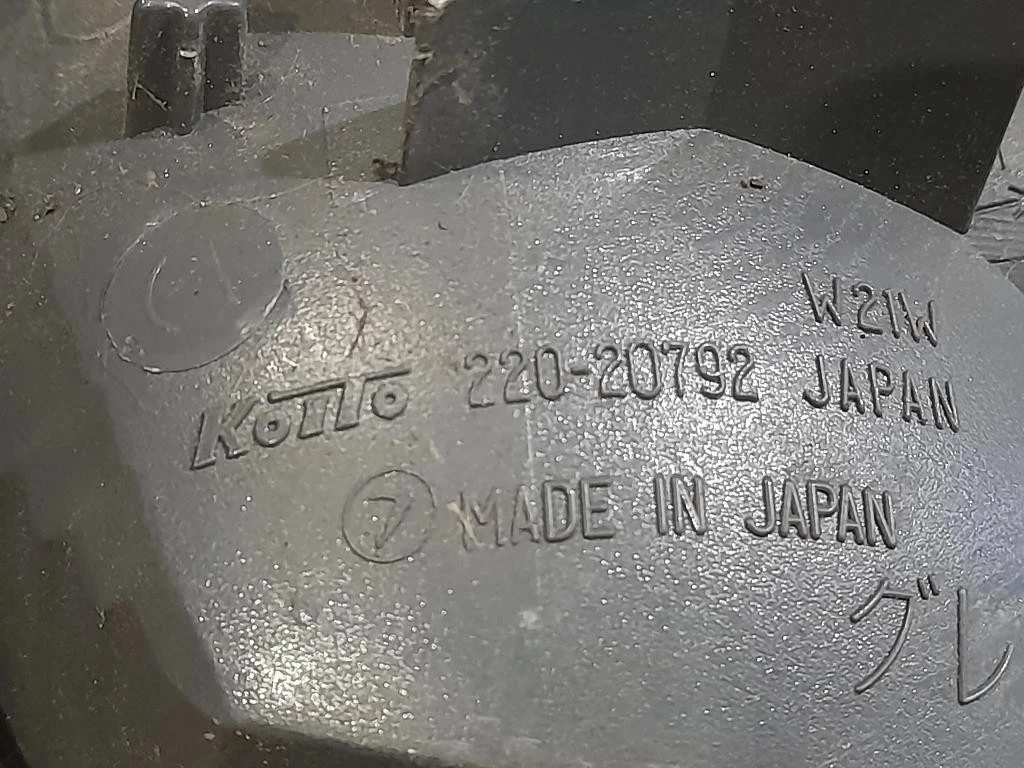 W21W
KOITO 220-20792 JAPAN
MADE IN JAPAN
グレ